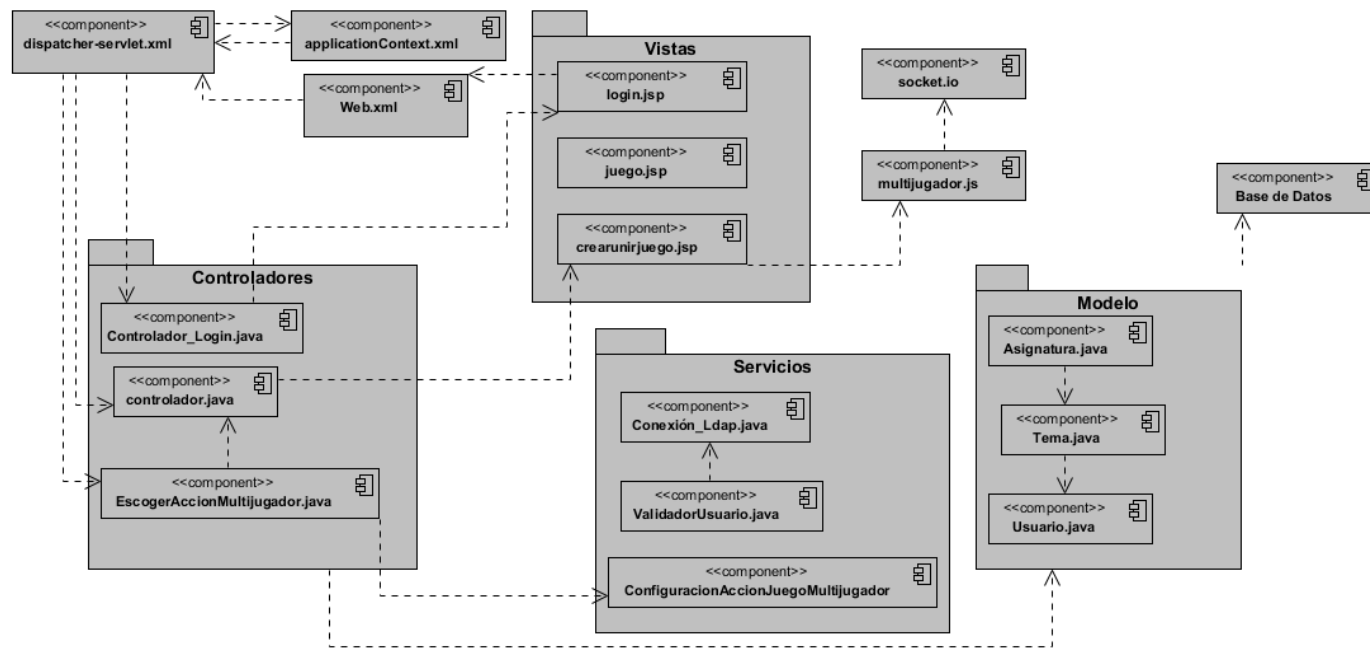 <<component>>
dispatcher-servlet.xml
<<component>>
applicationContext.xml
<<component>>
Web.xml
Vistas
<<component>>
login.jsp
<<component>>
juego.jsp
<<component>>
crearunirjuego.jsp
<<component>>
socket.io
<<component>>
multijugador.js
<<component>>
Base de Datos
Controladores
<<component>>
Controlador_Login.java
<<component>>
controlador.java
<<component>>
EscogerAccionMultijugador.java
Servicios
<<component>>
Conexión_Ldap.java
<<component>>
ValidadorUsuario.java
<<component>>
ConfiguracionAccionJuegoMultijugador
Modelo
<<component>>
Asignatura.java
<<component>>
Tema.java
<<component>>
Usuario.java